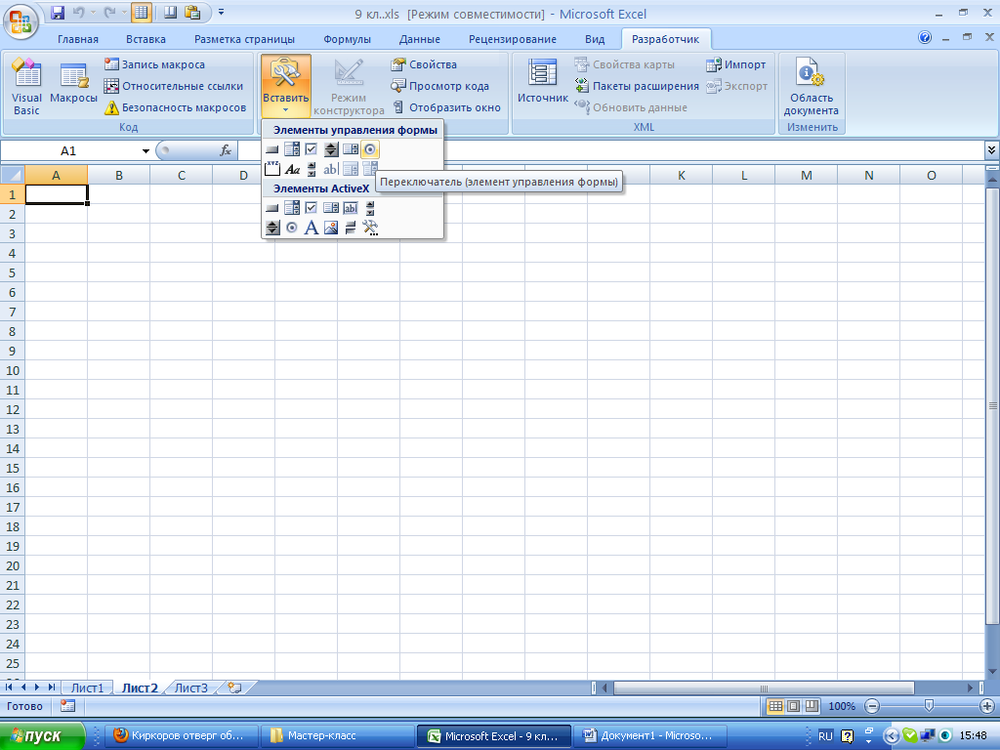 9 кл..xls [Режим совместимости] - Microsoft Excel
Главная Вставка Разметка страницы Формулы Данные Рецензирование Вид Разработчик
Visual Basic
Макросы
Запись макроса
Относительные ссылки
Безопасность макросов
Код
Вставить
Режим конструктора
Свойства
Просмотр кода
Отобразить окно
Источник
Свойства карты
Пакеты расширения
Обновить данные
Импорт
Экспорт
XML
Область документа
Изменить
Элементы управления формы
XYZ
Aa
ab|
Переключатель (элемент управления формы)
Элементы ActiveX
ab|
A
A1 fx
A B C D K L M N O
1
2
3
4
5
6
7
8
9
10
11
12
13
14
15
16
17
18
19
20
21
22
23
24
25
Лист1 Лист2 Лист3
Готово 100%
пуск Киркоров отверг об... Мастер-класс Microsoft Excel - 9 кл... Документ1 - Microso... RU 15:48